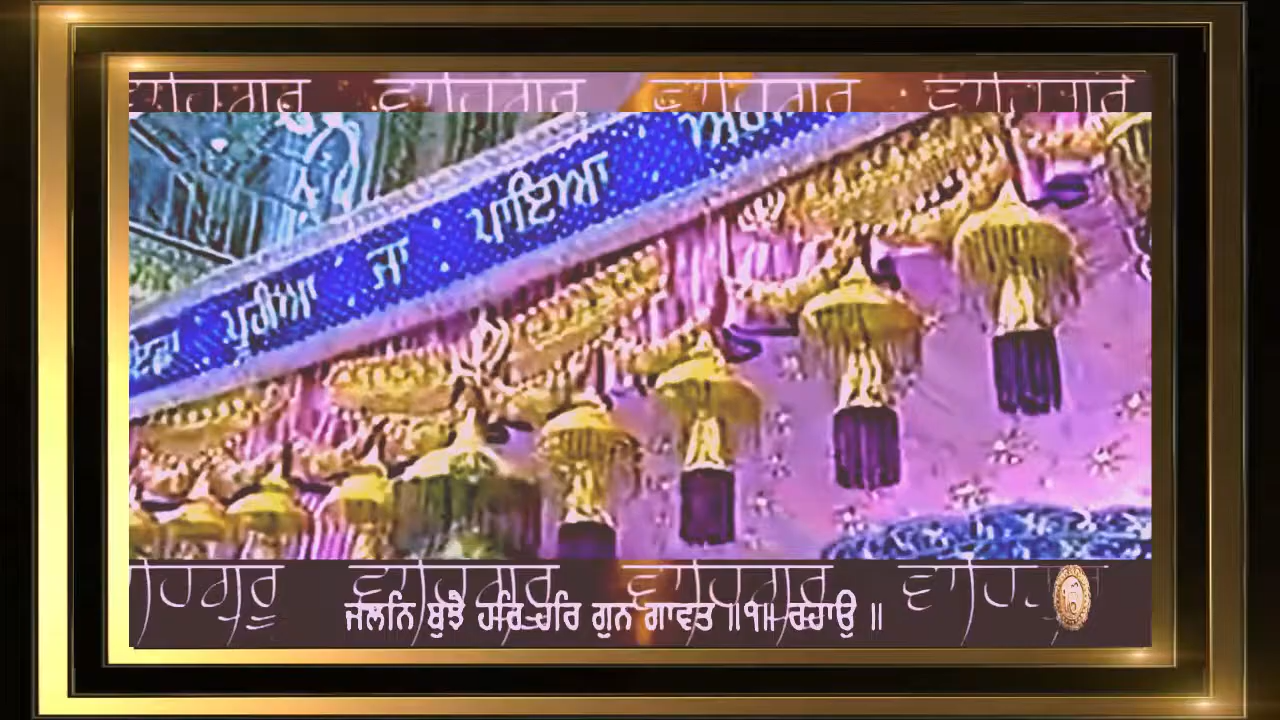 ਵਾਹਿਗੁਰੂ ਵਾਹਿਗੁਰੂ ਵਾਹਿਗੁਰੂ ਵਾਹਿਗੁਰੂ
ਪੂਰੀਆ ਜਾ ਪਾਇਆ
ਵਾਹਿਗੁਰੂ ਵਾਹਿਗੁਰੂ
ਜਲਨਿ ਬੁਝੈ ਹਰਿ ਹਰਿ ਗੁਨ ਗਾਵਤ ॥੧॥ ਰਹਾਉ ॥
ੴ